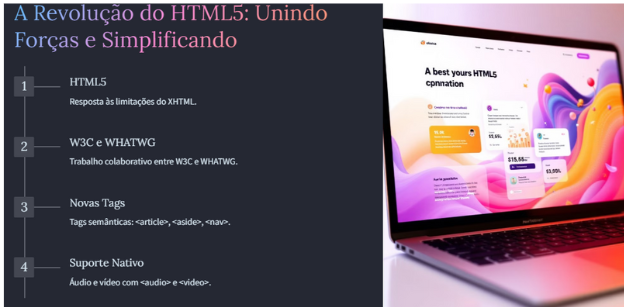 A Revolução do HTML5: Unindo
Forças e Simplificando
1
HTML5
Resposta às limitações do XHTML.
2
W3C e WHATWG
Trabalho colaborativo entre W3C e WHATWG.
3
Novas Tags
Tags semânticas: <article>, <aside>, <nav>.
4
Suporte Nativo
Áudio e vídeo com <audio> e <video>.
A best yours HTML5